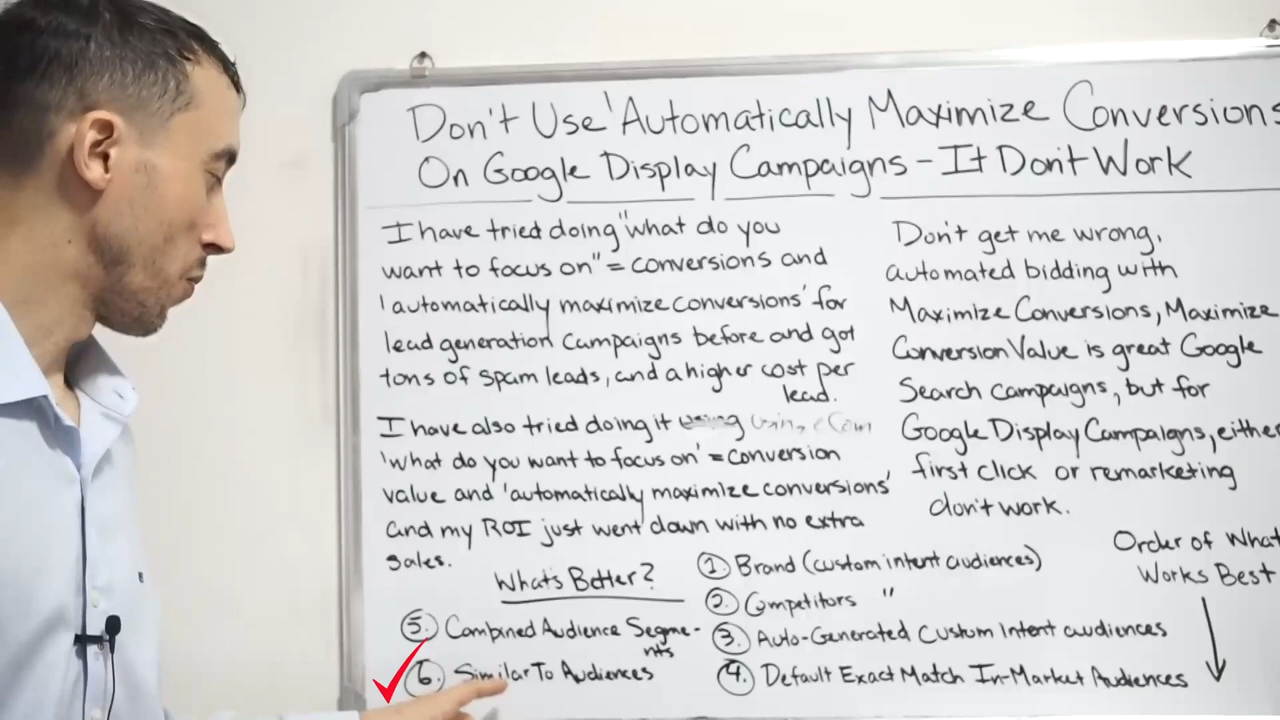 Don't Use 'Automatically Maximize Conversions
On Google Display Campaigns - It Don't Work
I have tried doing "what do you
want to focus on" = conversions and
'automatically maximize conversions' for
lead generation campaigns before and got
tons of spam leads, and a higher cost per
lead.
I have also tried doing it using
'what do you want to focus on' = conversion
value and 'automatically maximize conversions'
and my ROI just went down with no extra
sales.
Don't get me wrong,
automated bidding with
Maximize Conversions, Maximize
Conversion Value is great Google
Search campaigns, but for
Google Display Campaigns, either
first click or remarketing
don't work.
What's Better?
1. Brand (custom intent audiences)
2. Competitors "
3. Auto-Generated Custom Intent audiences
4. Default Exact Match In-Market Audiences
5. Combined Audience Segme-
nts
6. Similar To Audiences
Order of What
Works Best